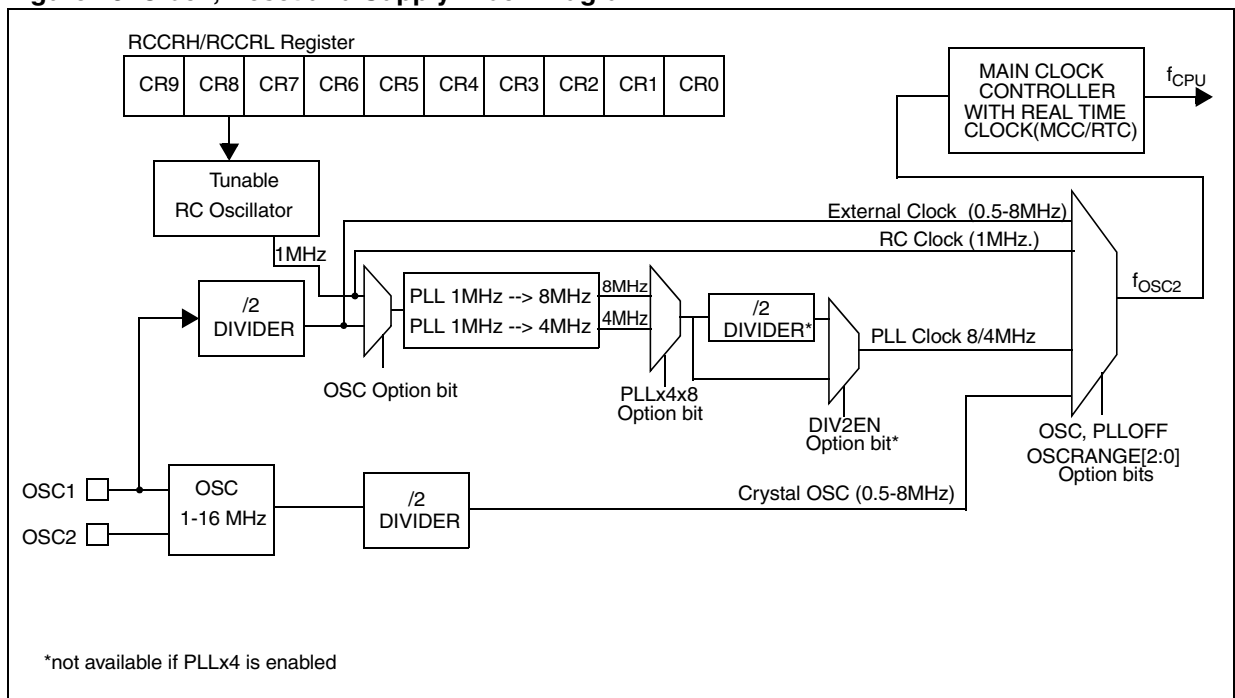 RCCRH/RCCRL Register
CR9 CR8 CR7 CR6 CR5 CR4 CR3 CR2 CR1 CR0
MAIN CLOCK
CONTROLLER
WITH REAL TIME
CLOCK(MCC/RTC)
fCPU
Tunable
RC Oscillator
1MHz
External Clock (0.5-8MHz)
RC Clock (1MHz.)
fOSC2
/2
DIVIDER
PLL 1MHz --> 8MHz
PLL 1MHz --> 4MHz
8MHz
4MHz
/2
DIVIDER*
PLL Clock 8/4MHz
OSC Option bit
PLLx4x8
Option bit
DIV2EN
Option bit*
OSC, PLLOFF
OSCRANGE[2:0]
Option bits
OSC1
OSC2
OSC
1-16 MHz
/2
DIVIDER
Crystal OSC (0.5-8MHz)
*not available if PLLx4 is enabled